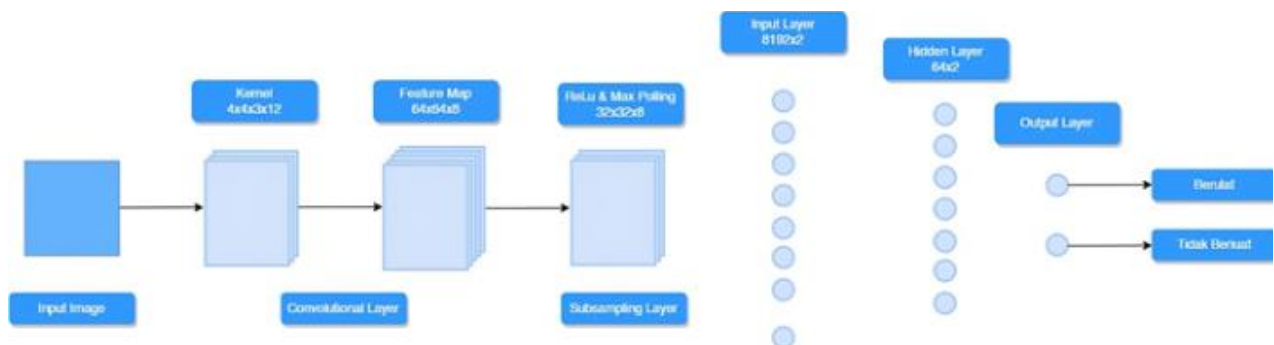 Input Layer
8192x2
Hidden Layer
64x2
Kernel
4x4x3x12
Feature Map
64x64x8
ReLu & Max Polling
32x32x8
Output Layer
Berulat
Tidak Beruat
Input Image
Convolutional Layer
Subsampling Layer